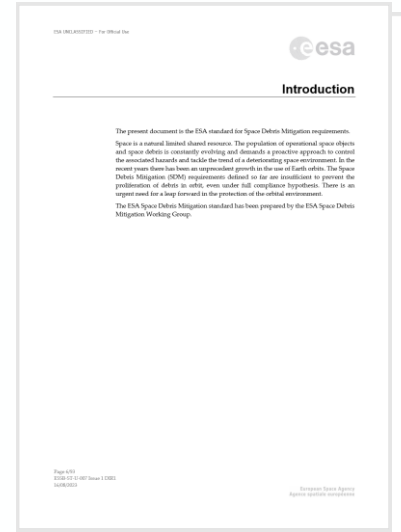 ESA UNCLASSIFIED – For Official Use
esa
Introduction
The present document is the ESA standard for Space Debris Mitigation requirements.
Space is a natural limited shared resource. The population of operational space objects
and space debris is constantly evolving and demands a proactive approach to control
the associated hazards and tackle the trend of a deteriorating space environment. In the
recent years there has been an unprecedent growth in the use of Earth orbits. The Space
Debris Mitigation (SDM) requirements defined so far are insufficient to prevent the
proliferation of debris in orbit, even under full compliance hypothesis. There is an
urgent need for a leap forward in the protection of the orbital environment.
The ESA Space Debris Mitigation standard has been prepared by the ESA Space Debris
Mitigation Working Group.
ESSB-ST-U-007 Issue 1
European Space Agency
Agence spatiale européenne